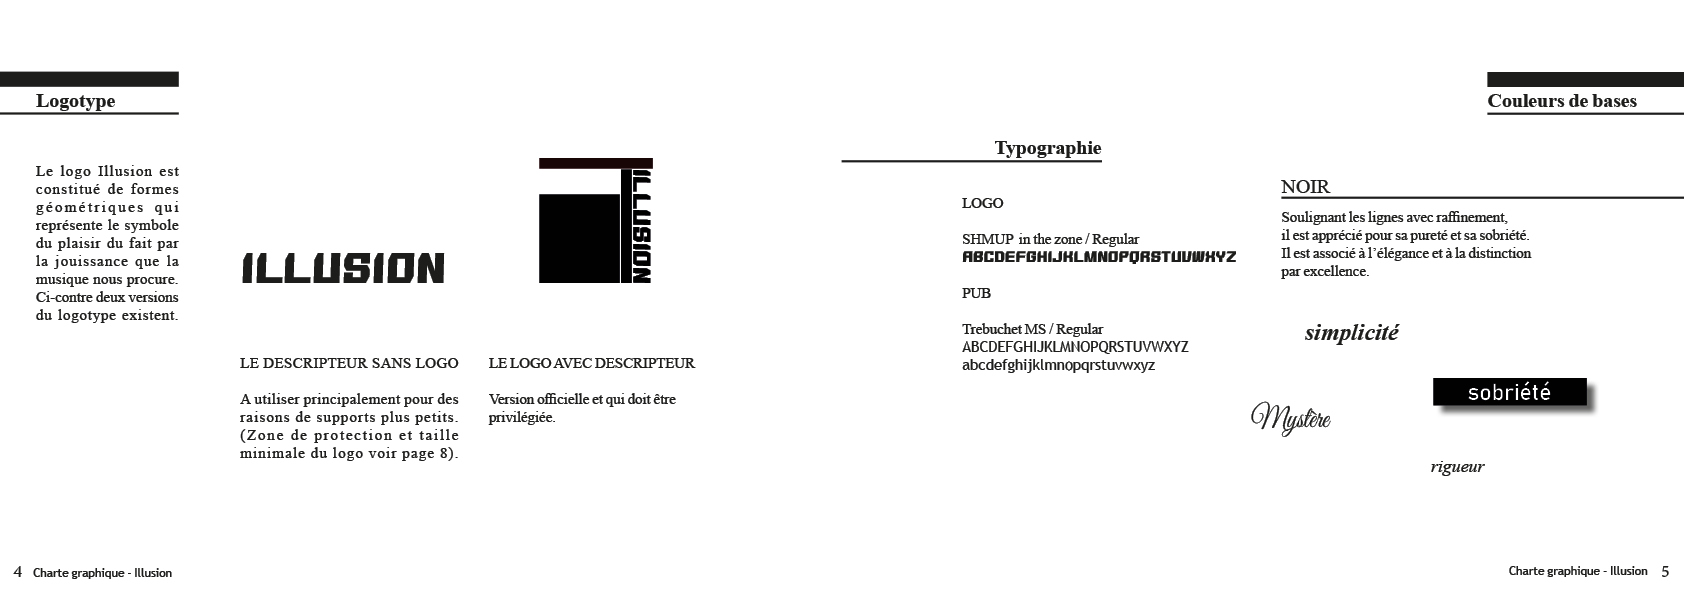 Logotype
Le logo Illusion est
constitué de formes
géométriques qui
représente le symbole
du plaisir du fait par
la jouissance que la
musique nous procure.
Ci-contre deux versions
du logotype existent.
ILLUSION
ILLUSION
LE DESCRIPTEUR SANS LOGO
A utiliser principalement pour des
raisons de supports plus petits.
(Zone de protection et taille
minimale du logo voir page 8).
LE LOGO AVEC DESCRIPTEUR
Version officielle et qui doit être
privilégiée.
4 Charte graphique - Illusion
Typographie
LOGO
SHMUP in the zone / Regular
ABCDEFGHIJKLMNOPQRSTUVWXYZ
PUB
Trebuchet MS / Regular
ABCDEFGHIJKLMNOPQRSTUVWXYZ
abcdefghijklmnopqrstuvwxyz
Couleurs de bases
NOIR
Soulignant les lignes avec raffinement,
il est apprécié pour sa pureté et sa sobriété.
Il est associé à l'élégance et à la distinction
par excellence.
simplicité
sobriété
Mystère
rigueur
Charte graphique - Illusion 5